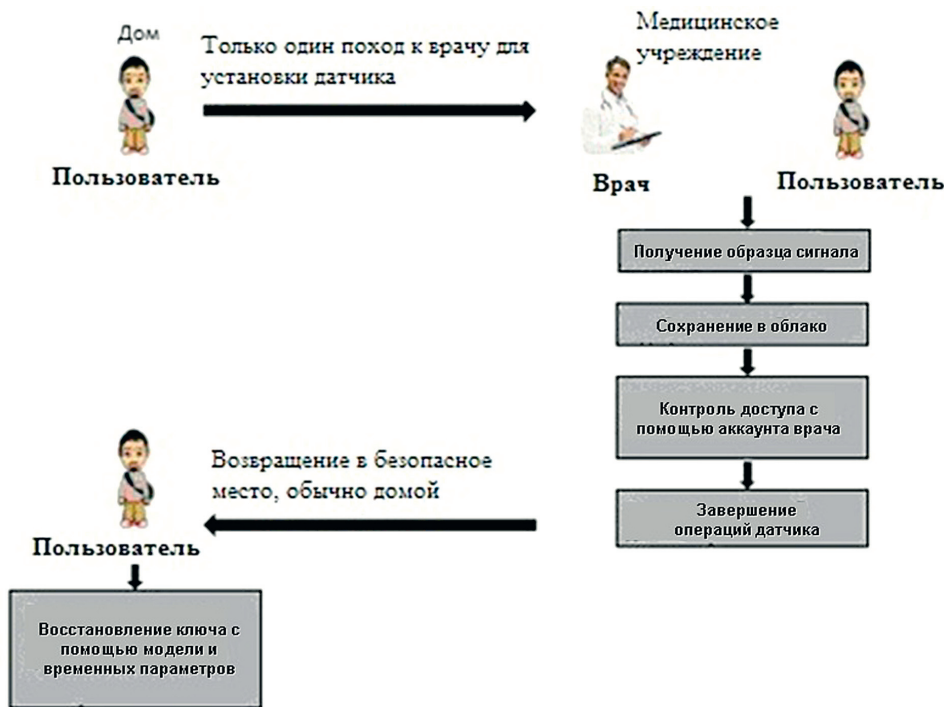 Дом
Только один поход к врачу для
установки датчика
Пользователь
Медицинское
учреждение
Врач
Пользователь
Получение образца сигнала
Сохранение в облако
Контроль доступа с
помощью аккаунта врача
Завершение
операций датчика
Возвращение в безопасное
место, обычно домой
Пользователь
Восстановление ключа с
помощью модели и
временных параметров